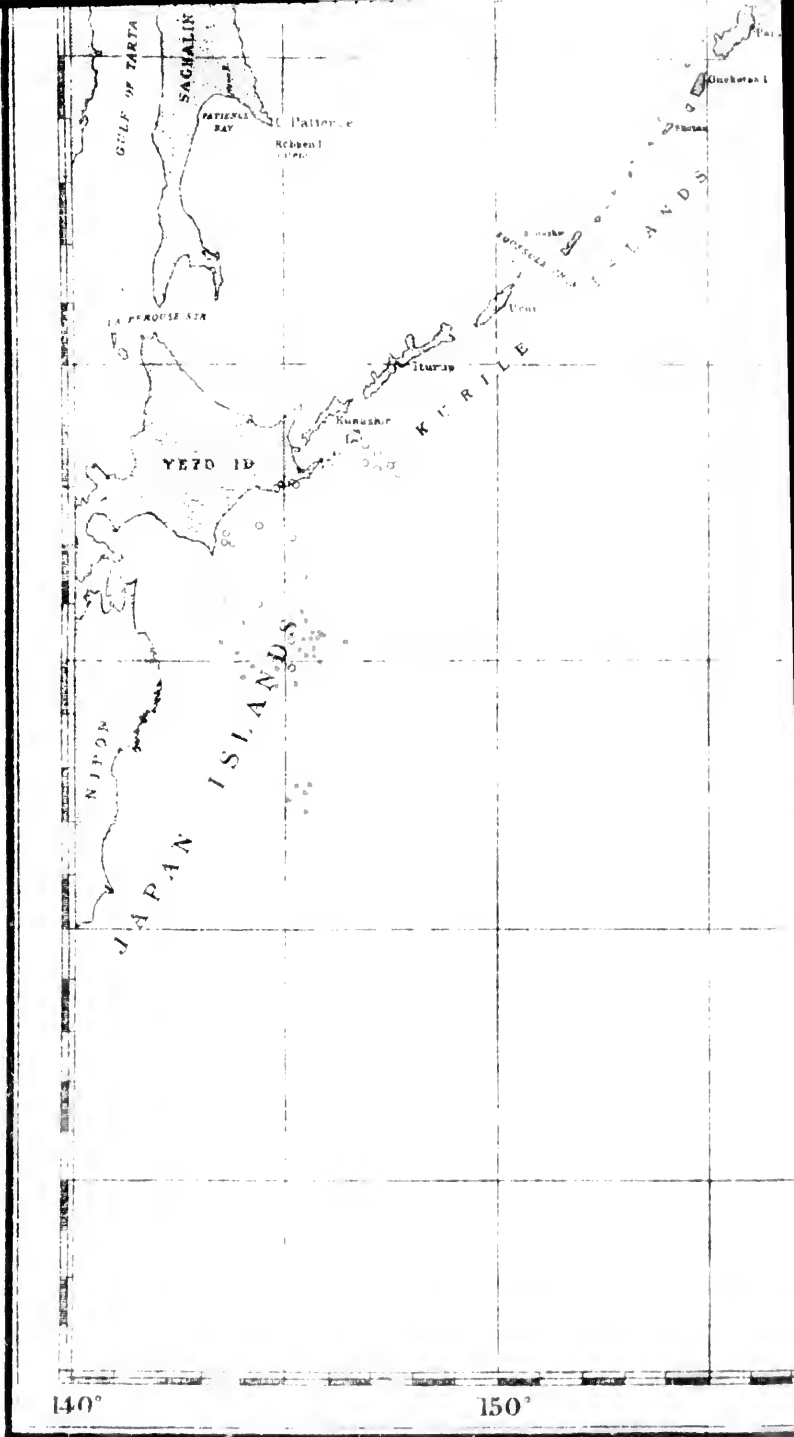 GULF OF TARTA
SAGHALIN
PATIENCE
BAY
C Patience
Robben I
LA PEROUSE STR
YEZO ID
Kunashir
Iturup
Urup
KURILE
ISLANDS
NIPON
JAPAN ISLANDS
140°
150°